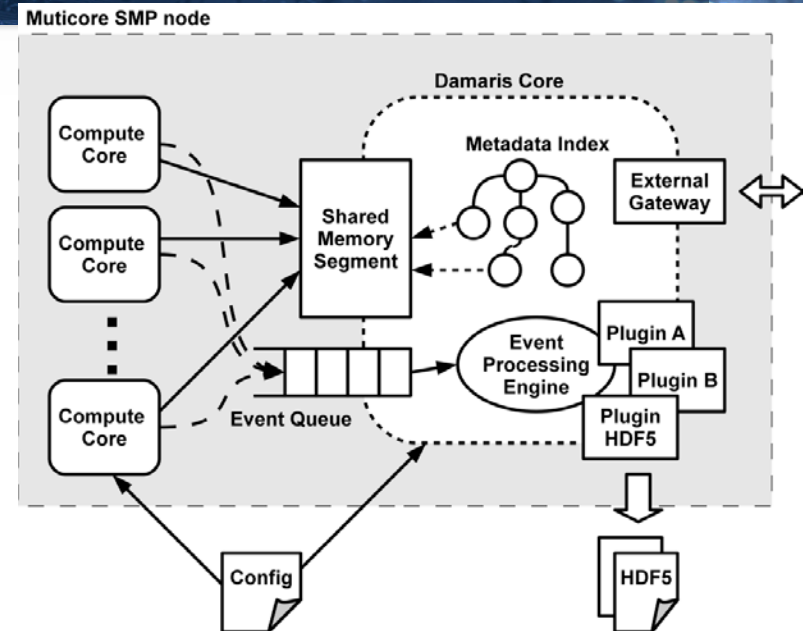 Muticore SMP node
Damaris Core
Compute
Core
Metadata Index
External
Gateway
Shared
Memory
Segment
Compute
Core
Event
Processing
Engine
Plugin A
Plugin B
Plugin
HDF5
Compute
Core
Event Queue
Config
HDF5